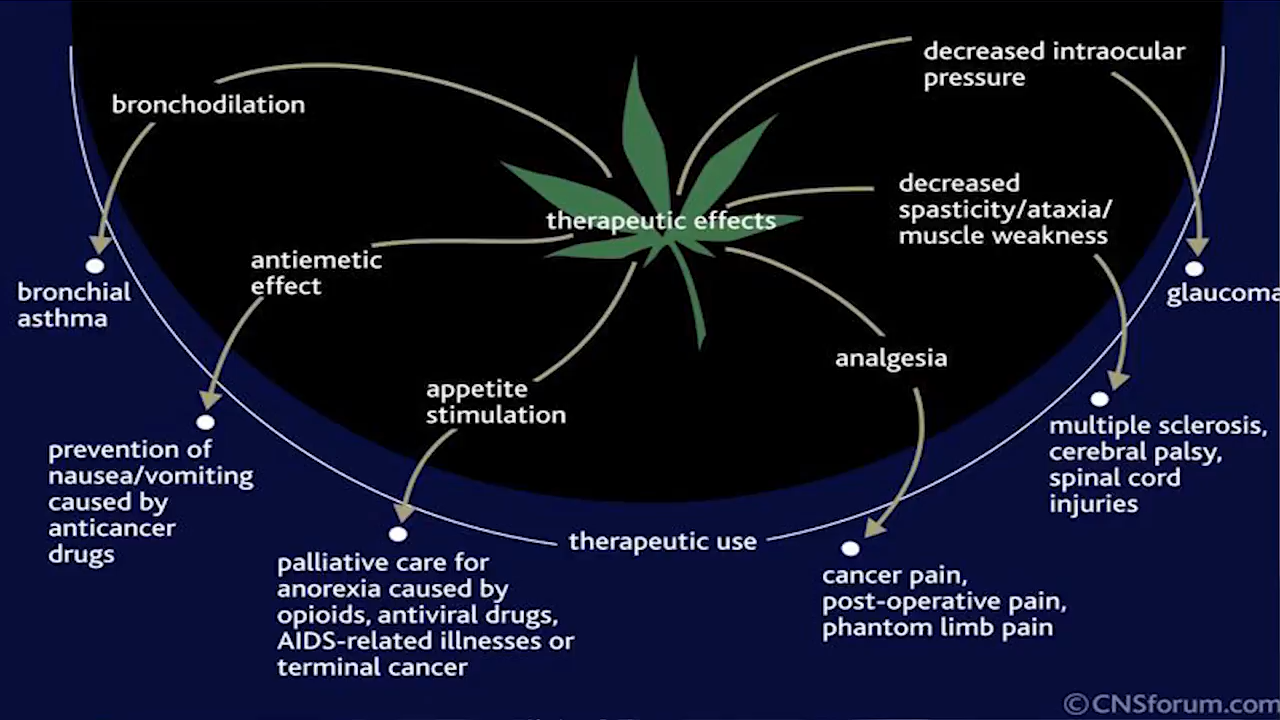 decreased intraocular
pressure
bronchodilation
decreased
spasticity/ataxia/
muscle weakness
therapeutic effects
antiemetic
effect
bronchial
asthma
glaucoma
analgesia
appetite
stimulation
multiple sclerosis,
cerebral palsy,
spinal cord
injuries
prevention of
nausea/vomiting
caused by
anticancer
drugs
therapeutic use
palliative care for
anorexia caused by
opioids, antiviral drugs,
AIDS-related illnesses or
terminal cancer
cancer pain,
post-operative pain,
phantom limb pain
©CNSforum.com